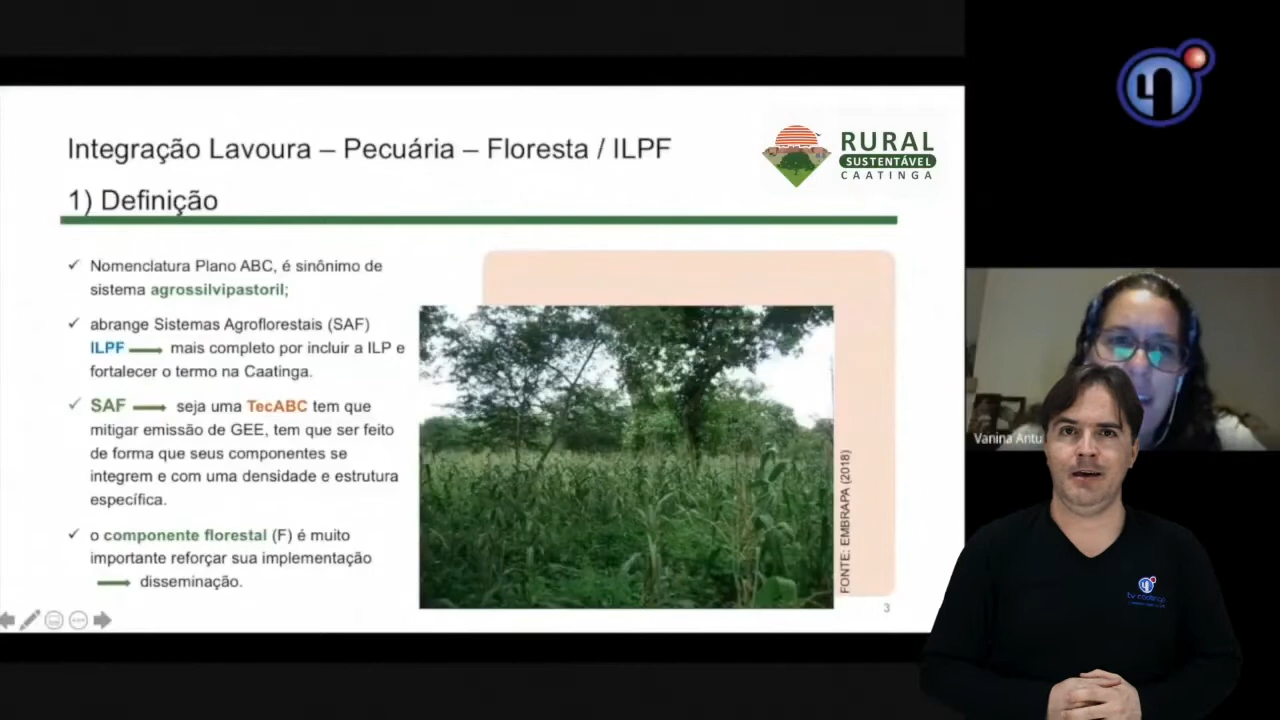 Integração Lavoura – Pecuária – Floresta / ILPF
1) Definição
RURAL
SUSTENTÁVEL
CAATINGA
✓ Nomenclatura Plano ABC, é sinônimo de
sistema agrossilvipastoril;
✓ abrange Sistemas Agroflorestais (SAF)
ILPF mais completo por incluir a ILP e
fortalecer o termo na Caatinga.
✓ SAF seja uma TecABC tem que
mitigar emissão de GEE, tem que ser feito
de forma que seus componentes se
integrem e com uma densidade e estrutura
específica.
✓ o componente florestal (F) é muito
importante reforçar sua implementação
disseminação.
FONTE: EMBRAPA (2018)
3
Vanina Antu
tv caatinga